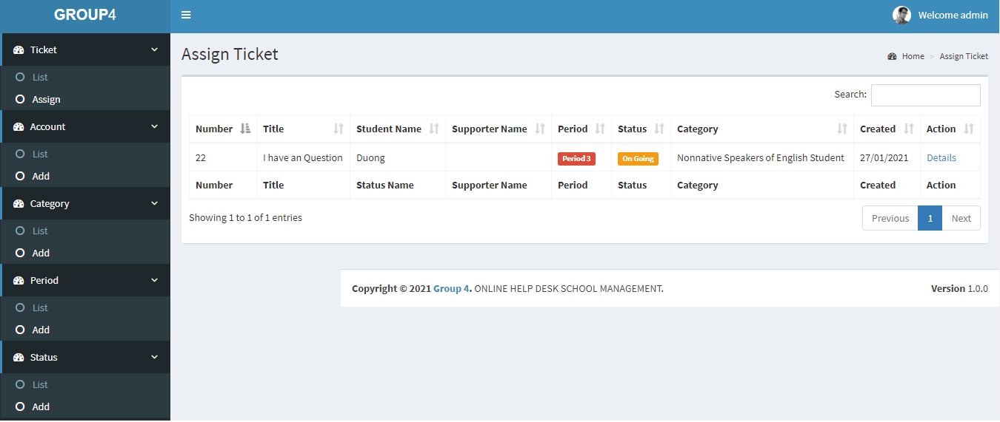 GROUP4
Welcome admin
Ticket
List
Assign
Account
List
Add
Category
List
Add
Period
List
Add
Status
List
Add
Assign Ticket
Home > Assign Ticket
Search:
Number Title Student Name Supporter Name Period Status Category Created Action
22 I have an Question Duong Period 3 On Going Nonnative Speakers of English Student 27/01/2021 Details
Number Title Status Name Supporter Name Period Status Category Created Action
Showing 1 to 1 of 1 entries
Previous 1 Next
Copyright © 2021 Group 4. ONLINE HELP DESK SCHOOL MANAGEMENT.
Version 1.0.0